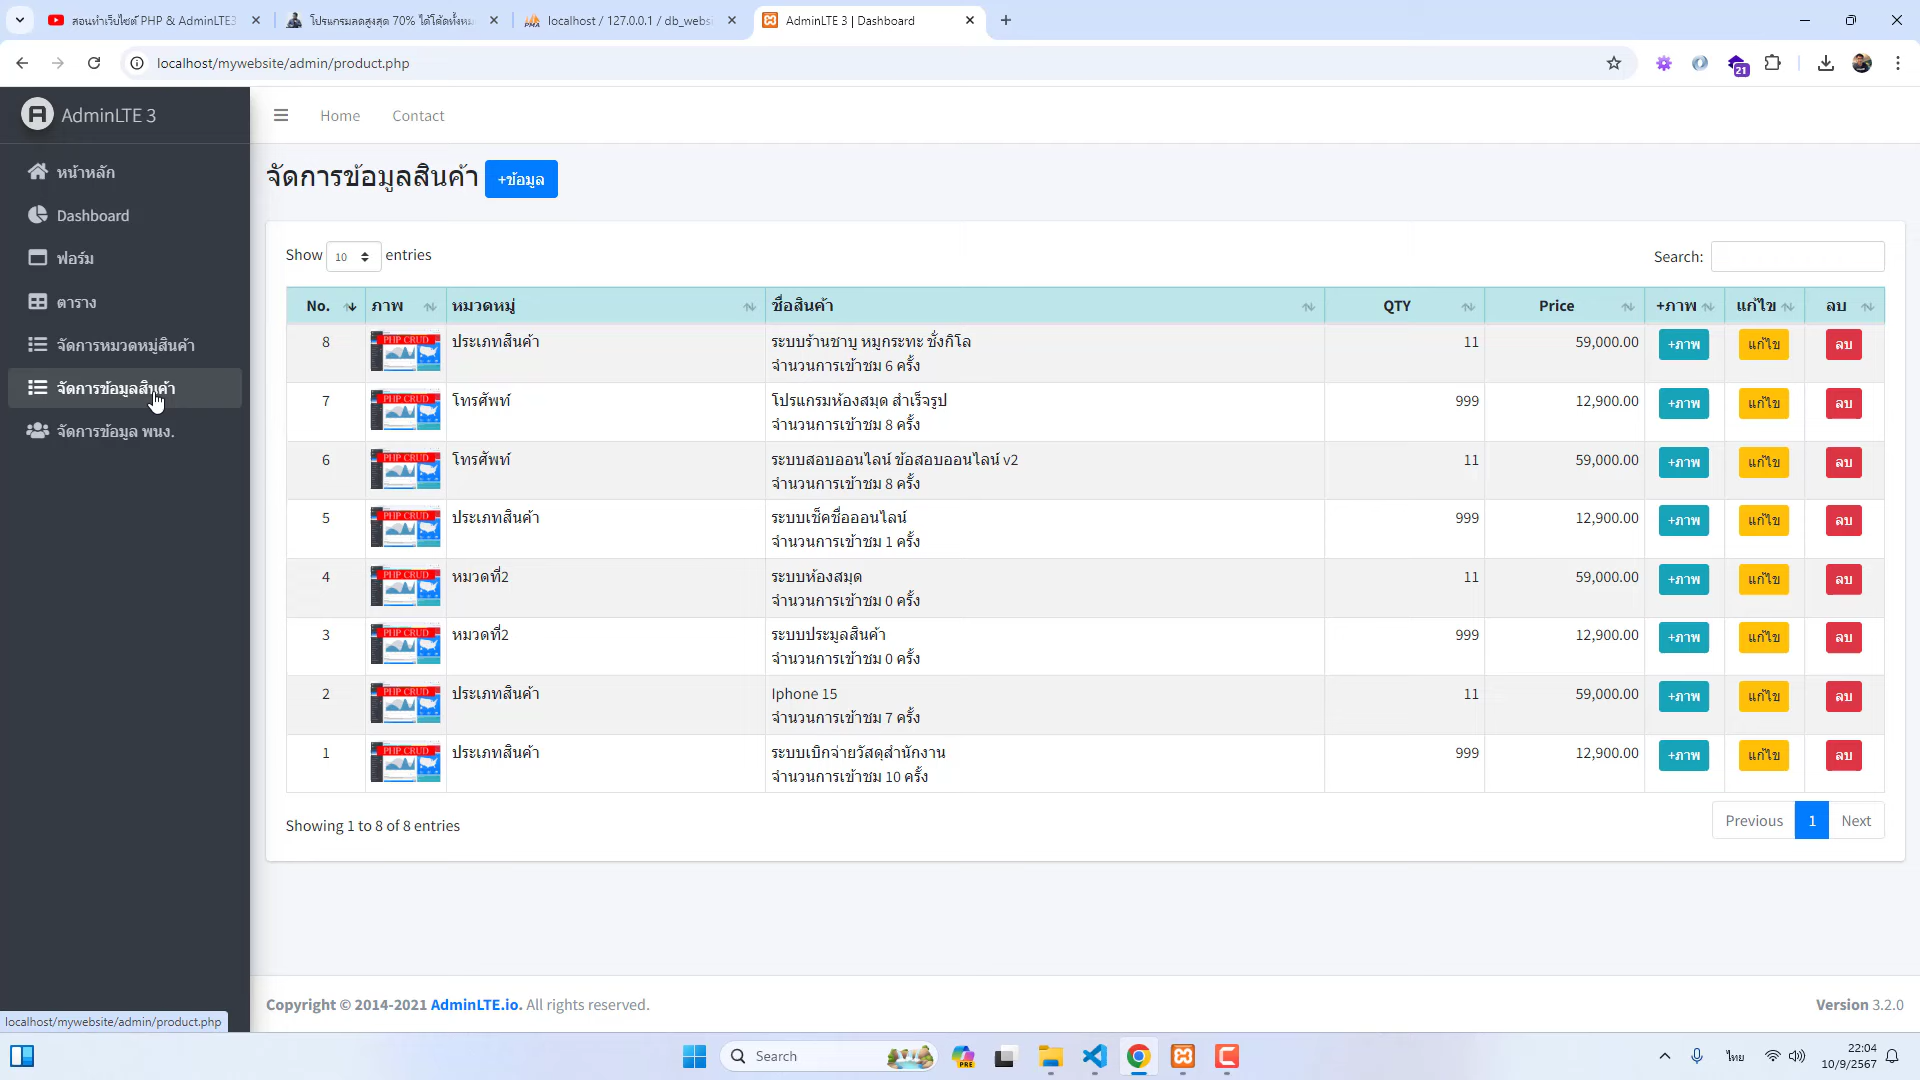 สอนทำเว็บไซต์ PHP & AdminLTE3
โปรแกรมลดสูงสุด 70% ได้โค้ดทั้งหม
localhost / 127.0.0.1 / db_webs
AdminLTE 3 | Dashboard
localhost/mywebsite/admin/product.php
21
AdminLTE 3
Home
Contact
หน้าหลัก
Dashboard
ฟอร์ม
ตาราง
จัดการหมวดหมู่สินค้า
จัดการข้อมูลสินค้า
จัดการข้อมูล พนง.
จัดการข้อมูลสินค้า +ข้อมูล
Show 10 entries
Search:
No. ภาพ หมวดหมู่ ชื่อสินค้า QTY Price +ภาพ แก้ไข ลบ
8 PHP CRUD ประเภทสินค้า ระบบร้านชาบู หมูกระทะ ชั่งกิโล 11 59,000.00 +ภาพ แก้ไข ลบ
จำนวนการเข้าชม 6 ครั้ง
7 PHP CRUD โทรศัพท์ โปรแกรมห้องสมุด สำเร็จรูป 999 12,900.00 +ภาพ แก้ไข ลบ
จำนวนการเข้าชม 8 ครั้ง
6 PHP CRUD โทรศัพท์ ระบบสอบออนไลน์ ข้อสอบออนไลน์ v2 11 59,000.00 +ภาพ แก้ไข ลบ
จำนวนการเข้าชม 8 ครั้ง
5 PHP CRUD ประเภทสินค้า ระบบเช็คชื่อออนไลน์ 999 12,900.00 +ภาพ แก้ไข ลบ
จำนวนการเข้าชม 1 ครั้ง
4 PHP CRUD หมวดที่2 ระบบห้องสมุด 11 59,000.00 +ภาพ แก้ไข ลบ
จำนวนการเข้าชม 0 ครั้ง
3 PHP CRUD หมวดที่2 ระบบประมูลสินค้า 999 12,900.00 +ภาพ แก้ไข ลบ
จำนวนการเข้าชม 0 ครั้ง
2 PHP CRUD ประเภทสินค้า Iphone 15 11 59,000.00 +ภาพ แก้ไข ลบ
จำนวนการเข้าชม 7 ครั้ง
1 PHP CRUD ประเภทสินค้า ระบบเบิกจ่ายวัสดุสำนักงาน 999 12,900.00 +ภาพ แก้ไข ลบ
จำนวนการเข้าชม 10 ครั้ง
Showing 1 to 8 of 8 entries
Previous 1 Next
Copyright © 2014-2021 AdminLTE.io. All rights reserved.
Version 3.2.0
localhost/mywebsite/admin/product.php
Search
PRE
ไทย
22:04
10/9/2567